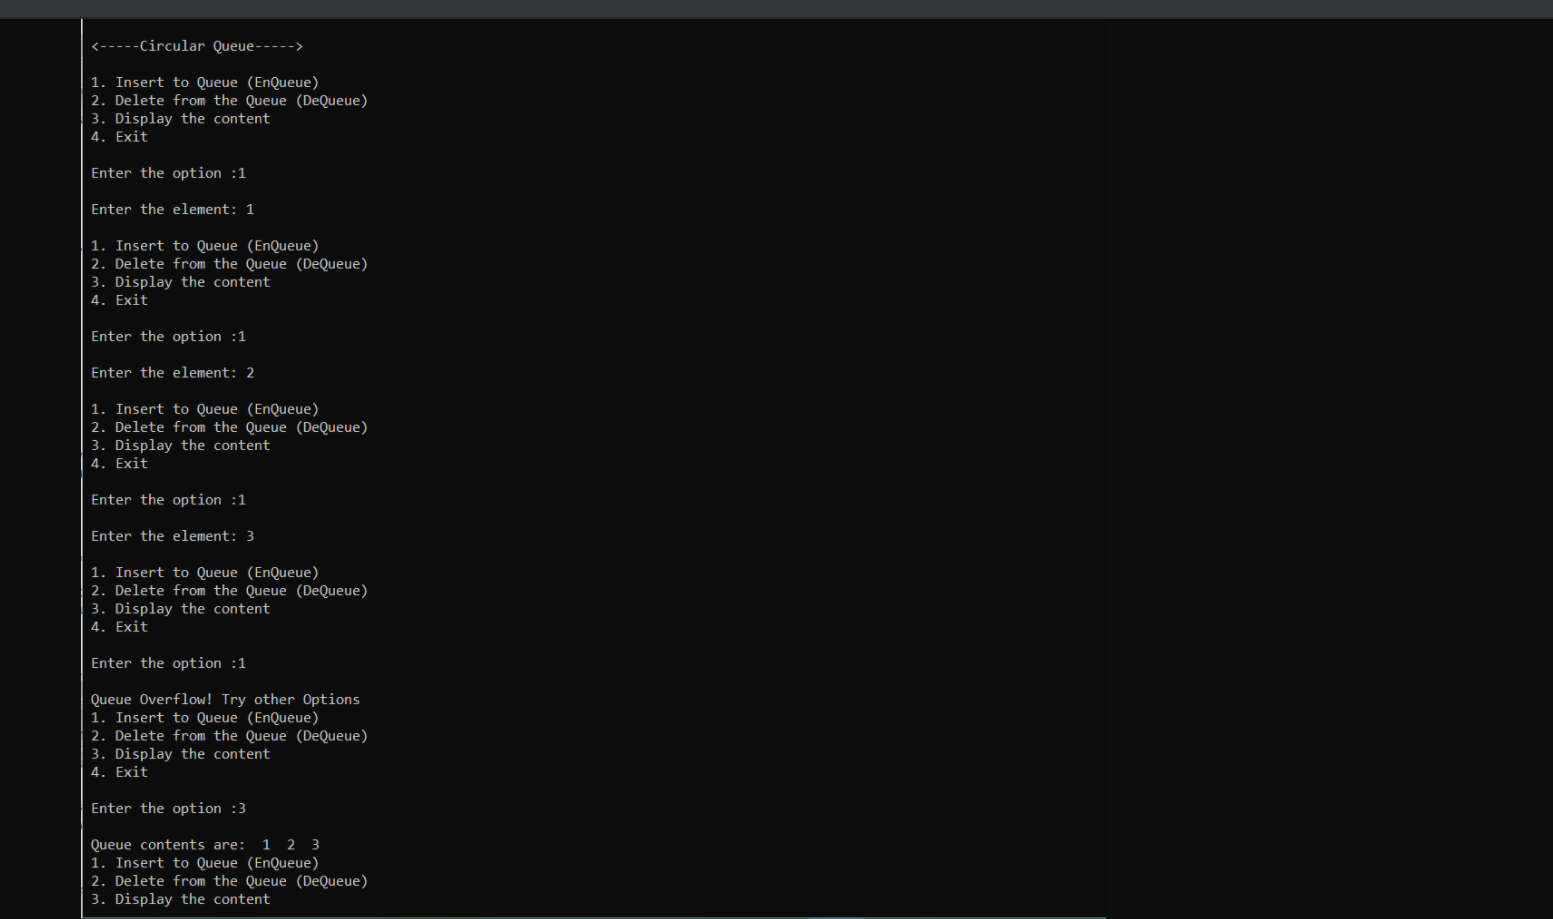 <-----Circular Queue----->
1. Insert to Queue (EnQueue)
2. Delete from the Queue (DeQueue)
3. Display the content
4. Exit
Enter the option :1
Enter the element: 1
1. Insert to Queue (EnQueue)
2. Delete from the Queue (DeQueue)
3. Display the content
4. Exit
Enter the option :1
Enter the element: 2
1. Insert to Queue (EnQueue)
2. Delete from the Queue (DeQueue)
3. Display the content
4. Exit
Enter the option :1
Enter the element: 3
1. Insert to Queue (EnQueue)
2. Delete from the Queue (DeQueue)
3. Display the content
4. Exit
Enter the option :1
Queue Overflow! Try other Options
1. Insert to Queue (EnQueue)
2. Delete from the Queue (DeQueue)
3. Display the content
4. Exit
Enter the option :3
Queue contents are:  1  2  3
1. Insert to Queue (EnQueue)
2. Delete from the Queue (DeQueue)
3. Display the content